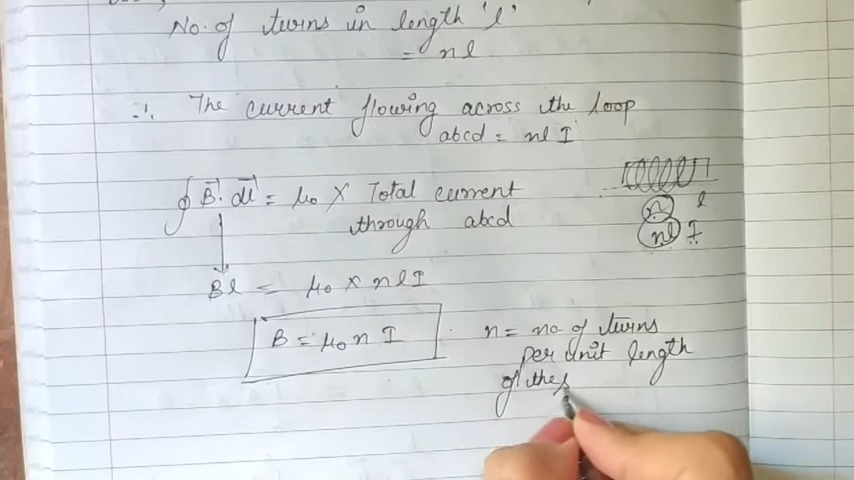 No. of turns in length 'l'
= nl
∴ The current flowing across the loop
abcd = nl I
∮ B⃗. dl⃗ = μ₀ X Total current
through abcd
l
n
nl I
Bl = μ₀ x nlI
B = μ₀ n I
n = no. of turns
per unit length
of the